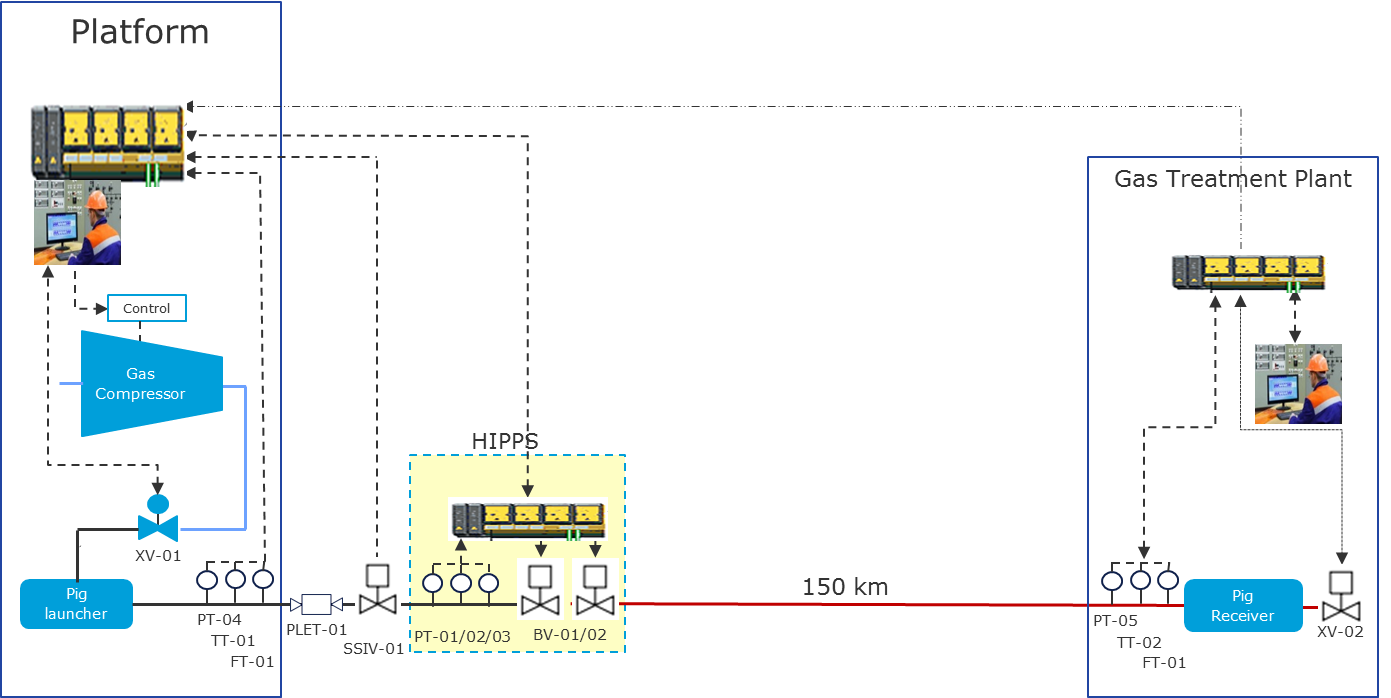 Platform
Gas Treatment Plant
Control
Gas
Compressor
HIPPS
XV-01
150 km
Pig
launcher
PT-04
TT-01
FT-01
PLET-01
SSIV-01
PT-01/02/03
BV-01/02
PT-05
TT-02
FT-01
Pig
Receiver
XV-02